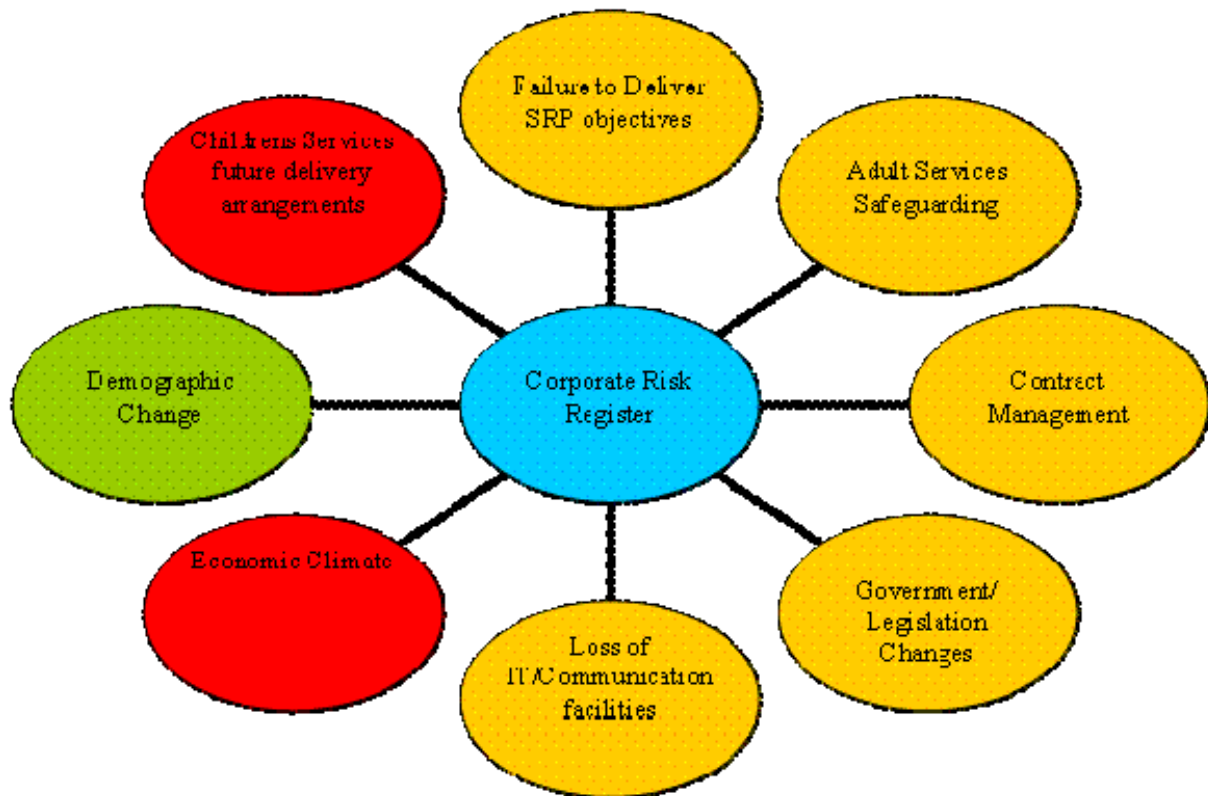 Failure to Deliver
SRP objectives
Childrens Services
future delivery
arrangements
Adult Services
Safeguarding
Demographic
Change
Corporate Risk
Register
Contract
Management
Economic Climate
Government/
Legislation
Changes
Loss of
IT/Communication
facilities